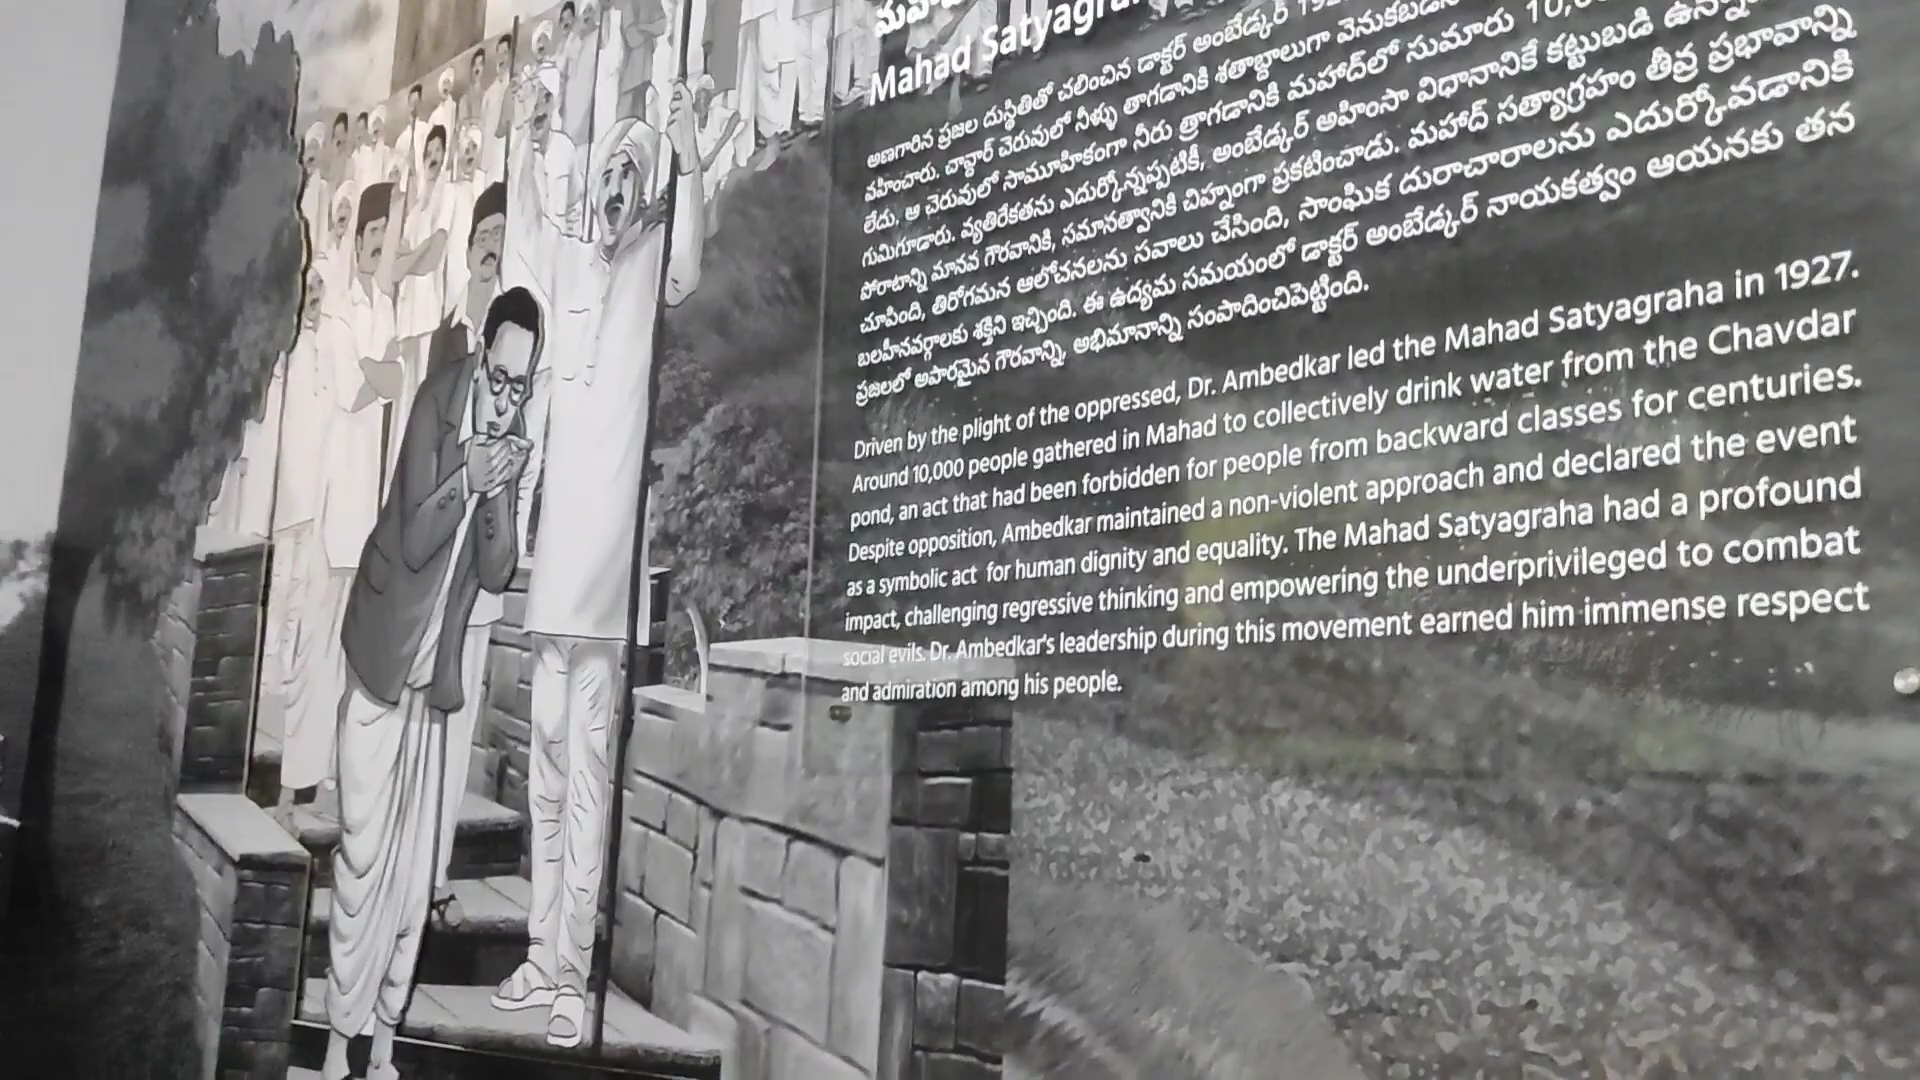 Mahad Satyagra
అణగారిన ప్రజల దుస్థితితో చలించిన డాక్టర్ అంబేడ్కర్
వహించారు. చావ్దార్ చెరువులో నీళ్ళు తాగడానికి శతాబ్దాలుగా
లేదు. ఆ చెరువులో సామూహికంగా నీరు త్రాగడానికి మహాద్‌లో సుమారు
గుమిగూడారు. వ్యతిరేకతను ఎదుర్కోన్నప్పటికీ, అంబేడ్కర్ అహింసా విధానానికే కట్టుబడి
పోరాటాన్ని మానవ గౌరవానికి, సమానత్వానికి చిహ్నంగా ప్రకటించాడు. మహాద్ సత్యాగ్రహం తీవ్ర ప్రభావాన్ని
చూపింది, తిరోగమన ఆలోచనలను సవాలు చేసింది, సాంఘిక దురాచారాలను ఎదుర్కోవడానికి
బలహీనవర్గాలకు శక్తిని ఇచ్చింది. ఈ ఉద్యమ సమయంలో డాక్టర్ అంబేడ్కర్ నాయకత్వం ఆయనకు తన
ప్రజలలో అపారమైన గౌరవాన్ని, అభిమానాన్ని సంపాదించిపెట్టింది.
Driven by the plight of the oppressed, Dr. Ambedkar led the Mahad Satyagraha in 1927.
Around 10,000 people gathered in Mahad to collectively drink water from the Chavdar
pond, an act that had been forbidden for people from backward classes for centuries.
Despite opposition, Ambedkar maintained a non-violent approach and declared the event
as a symbolic act for human dignity and equality. The Mahad Satyagraha had a profound
impact, challenging regressive thinking and empowering the underprivileged to combat
social evils. Dr. Ambedkar's leadership during this movement earned him immense respect
and admiration among his people.